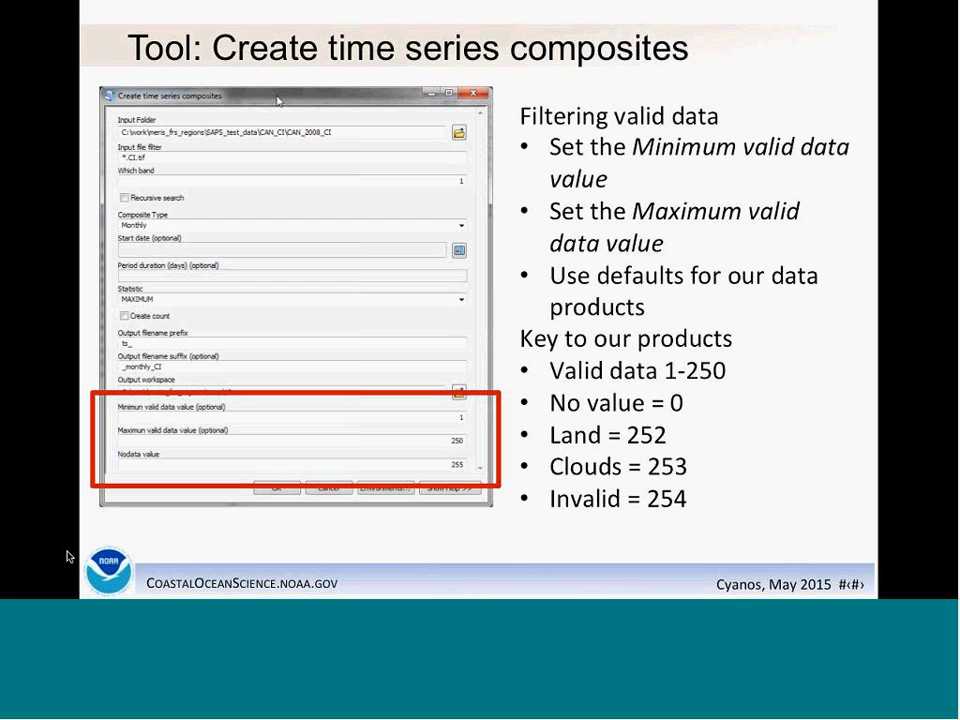 Tool: Create time series composites
Create time series composites
Input Folder
C:\work\meris_frs_regions\SAPS_test_data\CAN_CI\CAN_2008_CI
Input file filter
*.CI.tif
Which band
1
Recursive search
Composite Type
Monthly
Start date (optional)
Period duration (days) (optional)
Statistic
MAXIMUM
Create count
Output filename prefix
ts_
Output filename suffix (optional)
_monthly_CI
Output workspace
Minimun valid data value (optional)
1
Maximun valid data value (optional)
250
Nodata value
255
OK Cancel Environments... Show Help >>
Filtering valid data
• Set the Minimum valid data
value
• Set the Maximum valid
data value
• Use defaults for our data
products
Key to our products
• Valid data 1-250
• No value = 0
• Land = 252
• Clouds = 253
• Invalid = 254
NOAA
COASTALOCEANSCIENCE.NOAA.GOV
Cyanos, May 2015 #‹#›